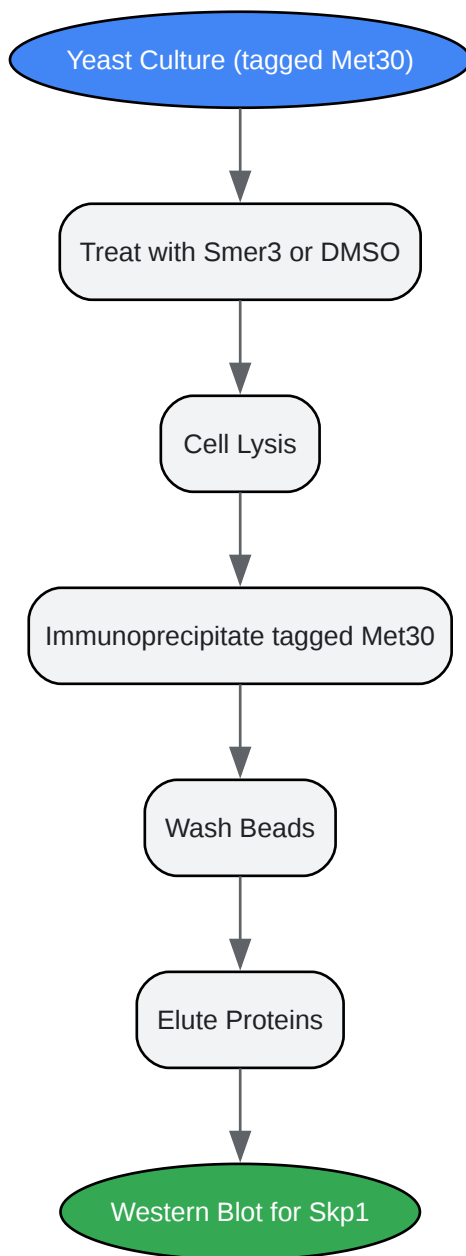 Yeast Culture (tagged Met30)
Treat with Smer3 or DMSO
Cell Lysis
Immunoprecipitate tagged Met30
Wash Beads
Elute Proteins
Western Blot for Skp1